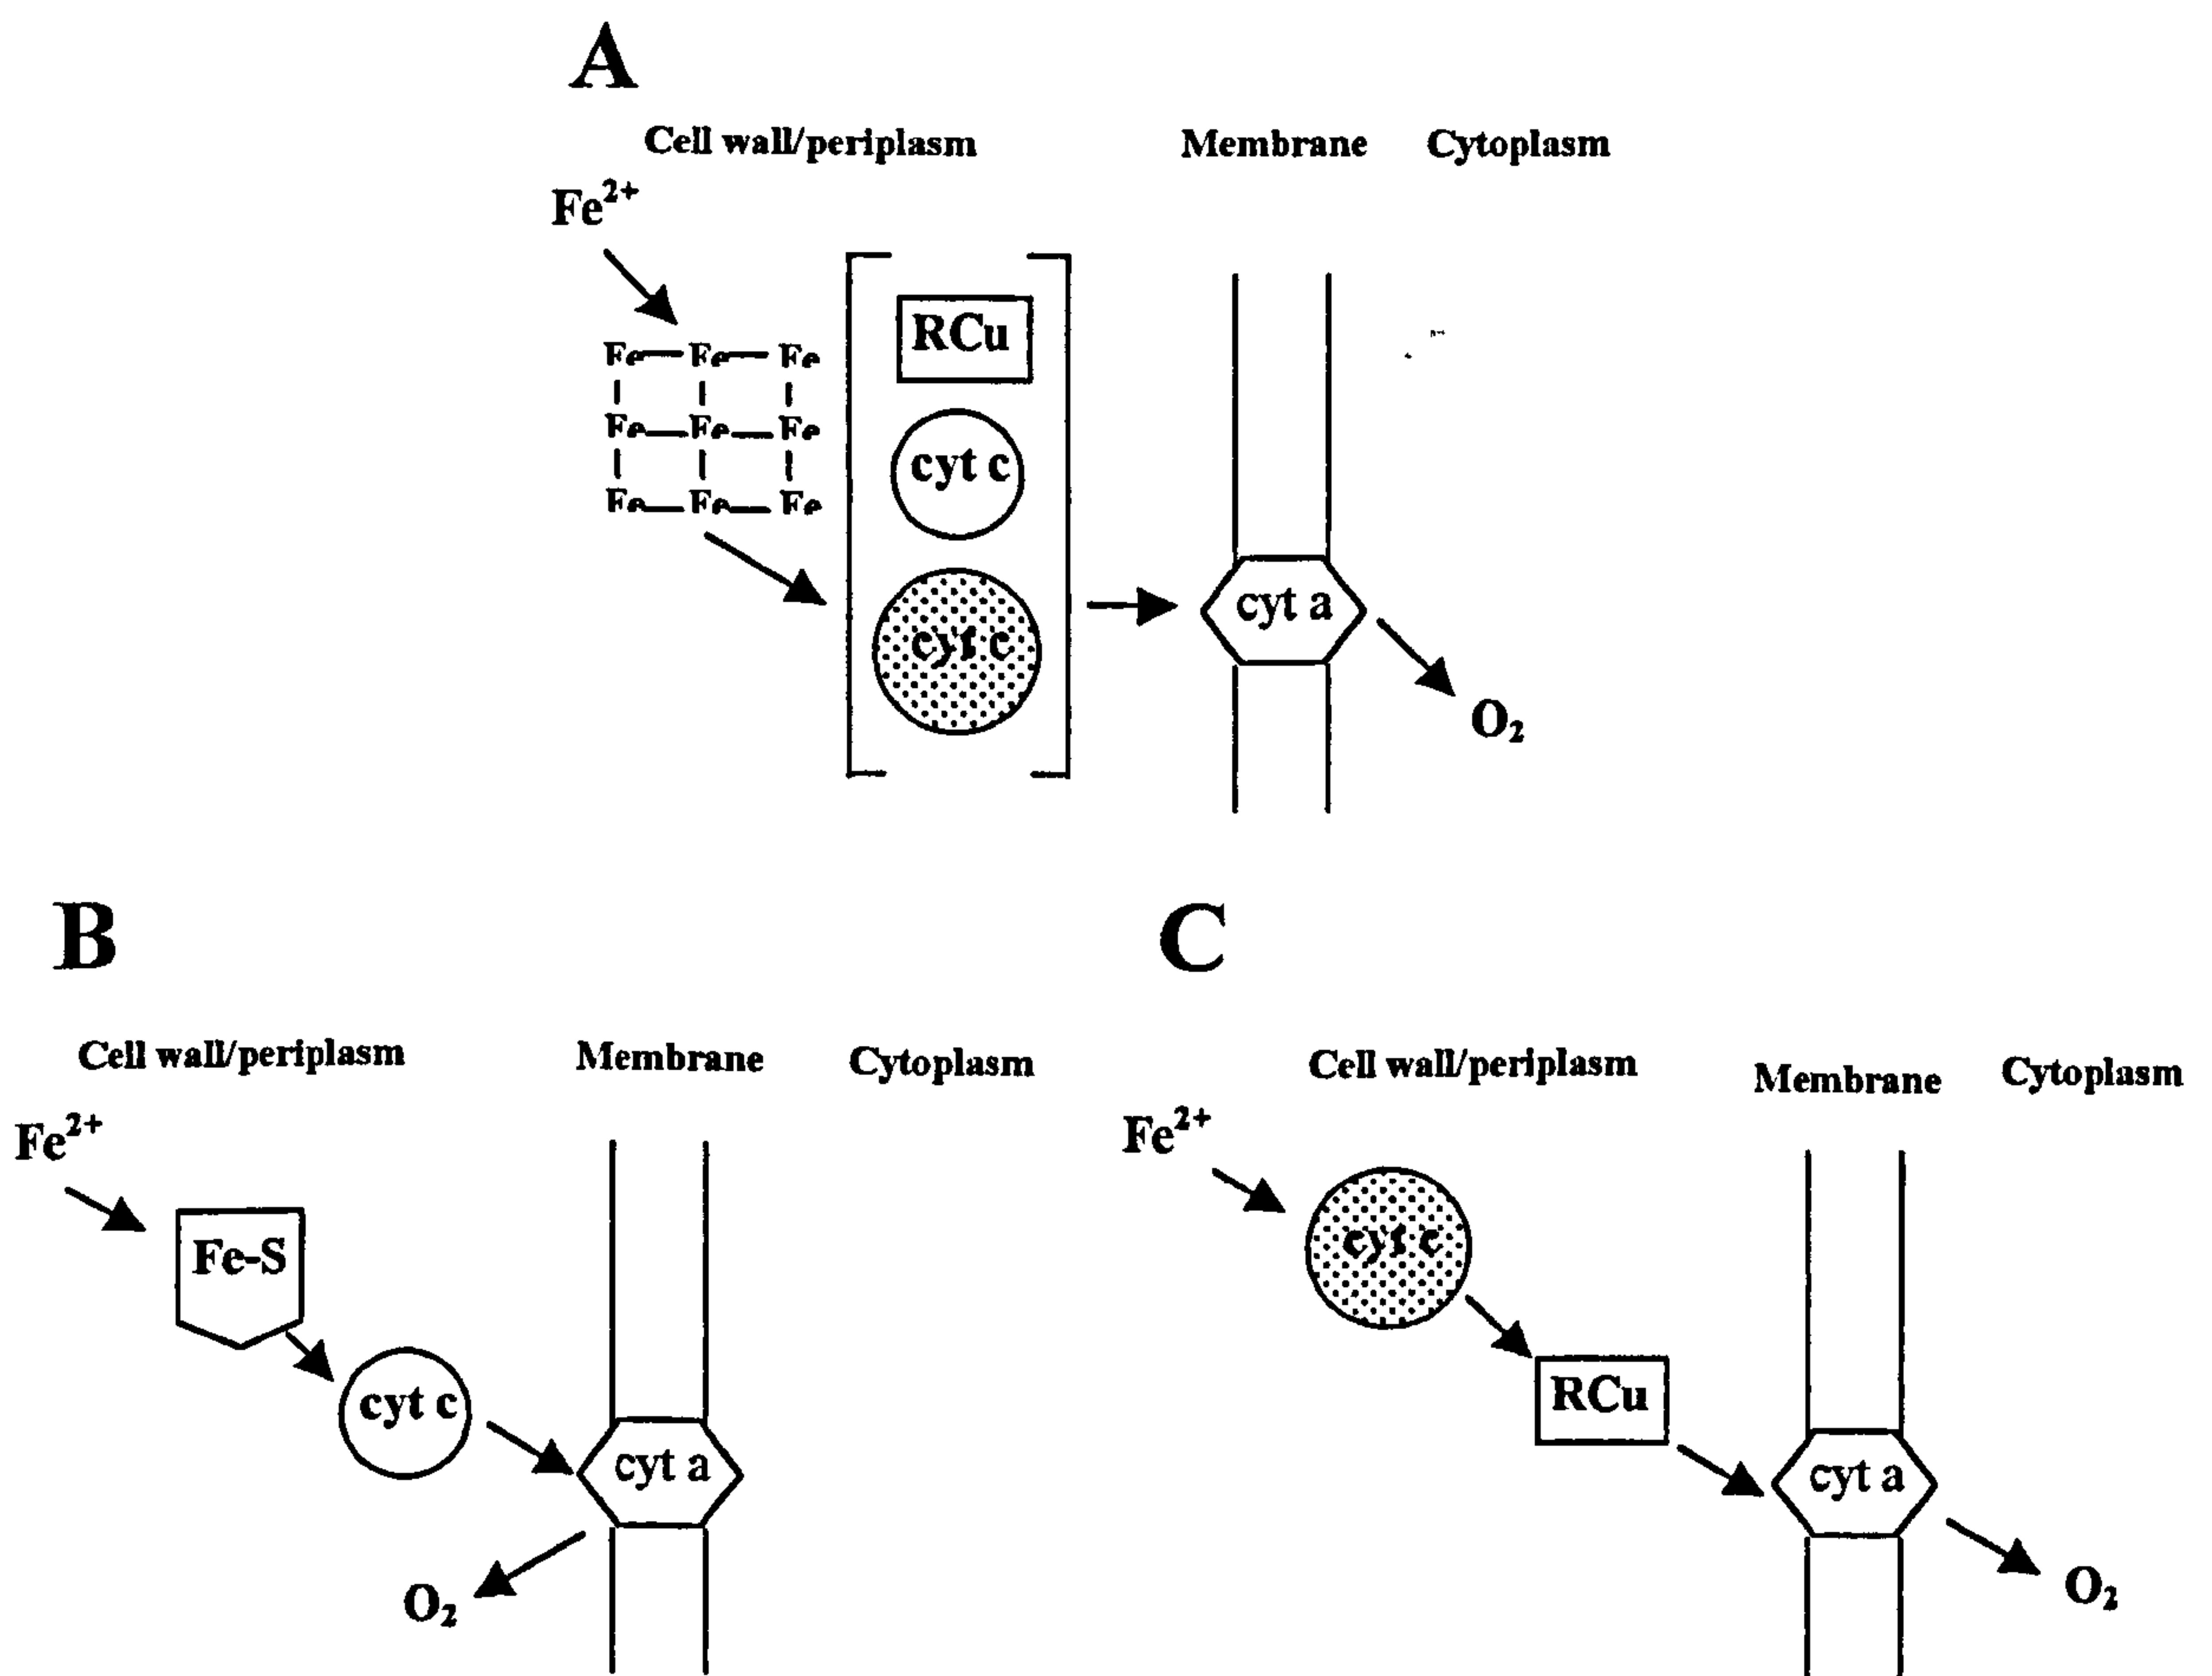 A
Cell wall/periplasm Membrane Cytoplasm
Fe²⁺
RCu
Fe Fe Fe
Fe Fe Fe
cyt c
Fe Fe Fe
cyt a
cyt c
O₂
B
C
Cell wall/periplasm Membrane Cytoplasm
Fe²⁺
Fe-S
cyt c
cyt a
O₂
Cell wall/periplasm Membrane Cytoplasm
Fe²⁺
cyt c
RCu
cyt a
O₂